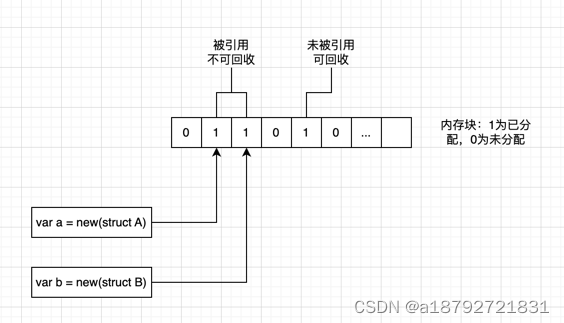 被引用
不可回收
未被引用
可回收
0 1 1 0 1 0 ...
内存块：1为已分
配，0为未分配
var a = new(struct A)
var b = new(struct B)
CSDN @a18792721831